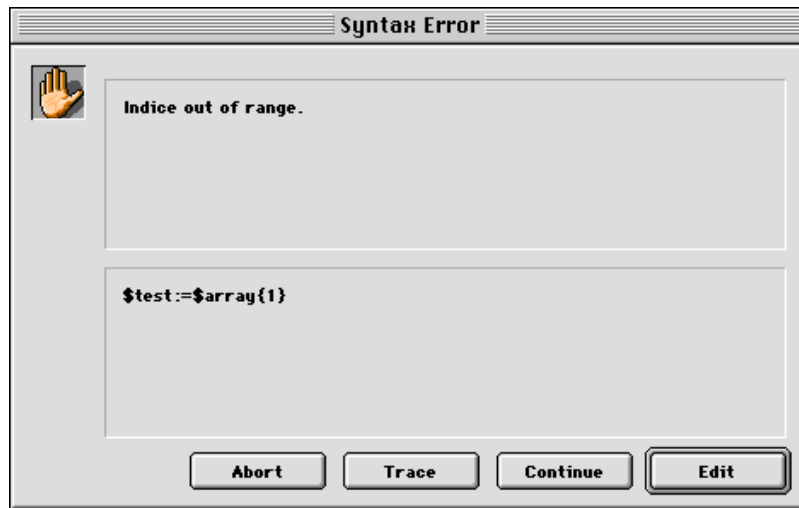 Syntax Error
Indice out of range.
$test:=$array{1}
Abort
Trace
Continue
Edit